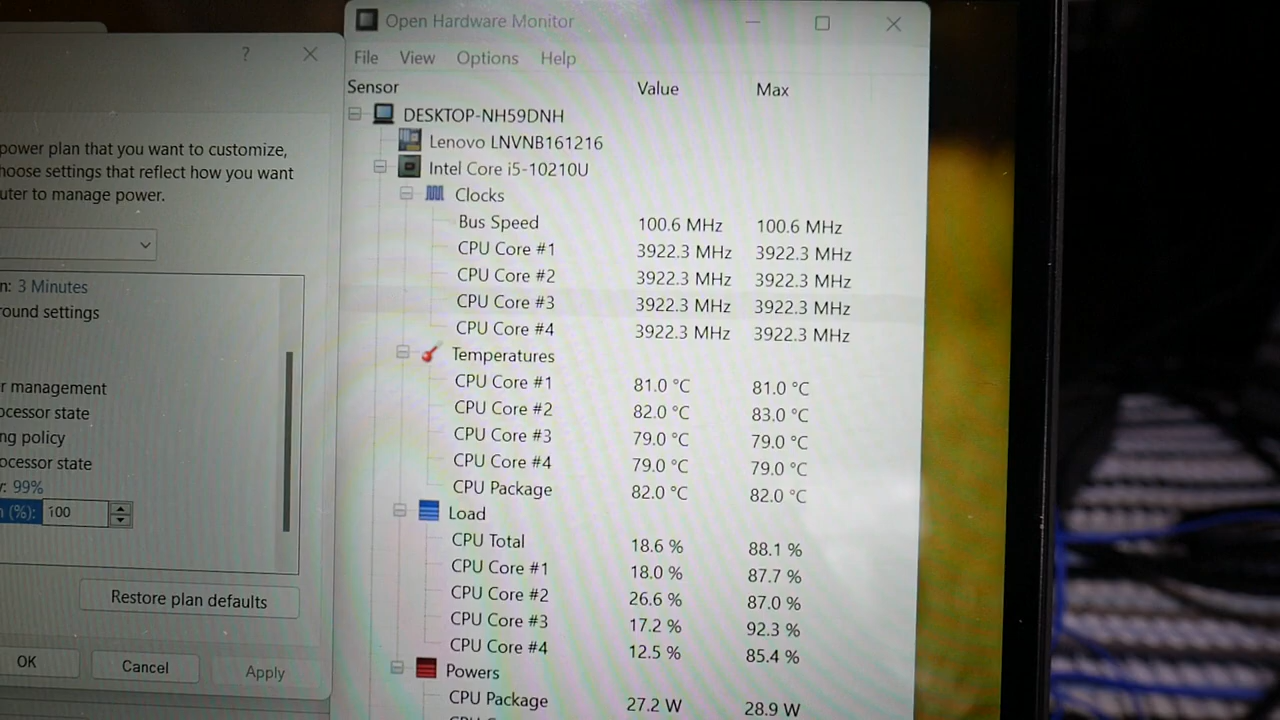 ?
power plan that you want to customize,
hoose settings that reflect how you want
uter to manage power.
n: 3 Minutes
round settings
r management
ocessor state
ng policy
ocessor state
r: 99%
n (%): 100
Restore plan defaults
OK Cancel Apply
Open Hardware Monitor
File View Options Help
Sensor Value Max
DESKTOP-NH59DNH
Lenovo LNVNB161216
Intel Core i5-10210U
Clocks
Bus Speed 100.6 MHz 100.6 MHz
CPU Core #1 3922.3 MHz 3922.3 MHz
CPU Core #2 3922.3 MHz 3922.3 MHz
CPU Core #3 3922.3 MHz 3922.3 MHz
CPU Core #4 3922.3 MHz 3922.3 MHz
Temperatures
CPU Core #1 81.0 °C 81.0 °C
CPU Core #2 82.0 °C 83.0 °C
CPU Core #3 79.0 °C 79.0 °C
CPU Core #4 79.0 °C 79.0 °C
CPU Package 82.0 °C 82.0 °C
Load
CPU Total 18.6 % 88.1 %
CPU Core #1 18.0 % 87.7 %
CPU Core #2 26.6 % 87.0 %
CPU Core #3 17.2 % 92.3 %
CPU Core #4 12.5 % 85.4 %
Powers
CPU Package 27.2 W 28.9 W